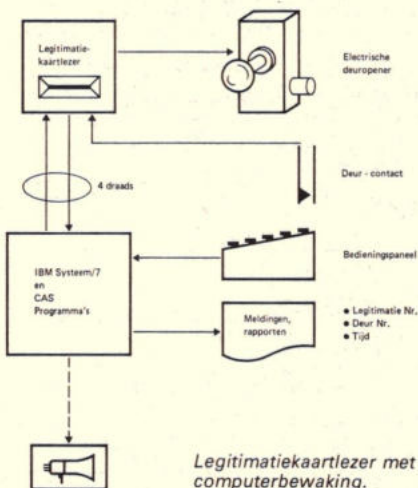 Legitimatie-
kaartlezer
Electrische
deuropener
4 draads
Deur - contact
IBM Systeem/7
en
CAS
Programma's
Bedieningspaneel
Meldingen,
rapporten
• Legitimatie Nr.
• Deur Nr.
• Tijd
Legitimatiekaartlezer met
computerbewaking.